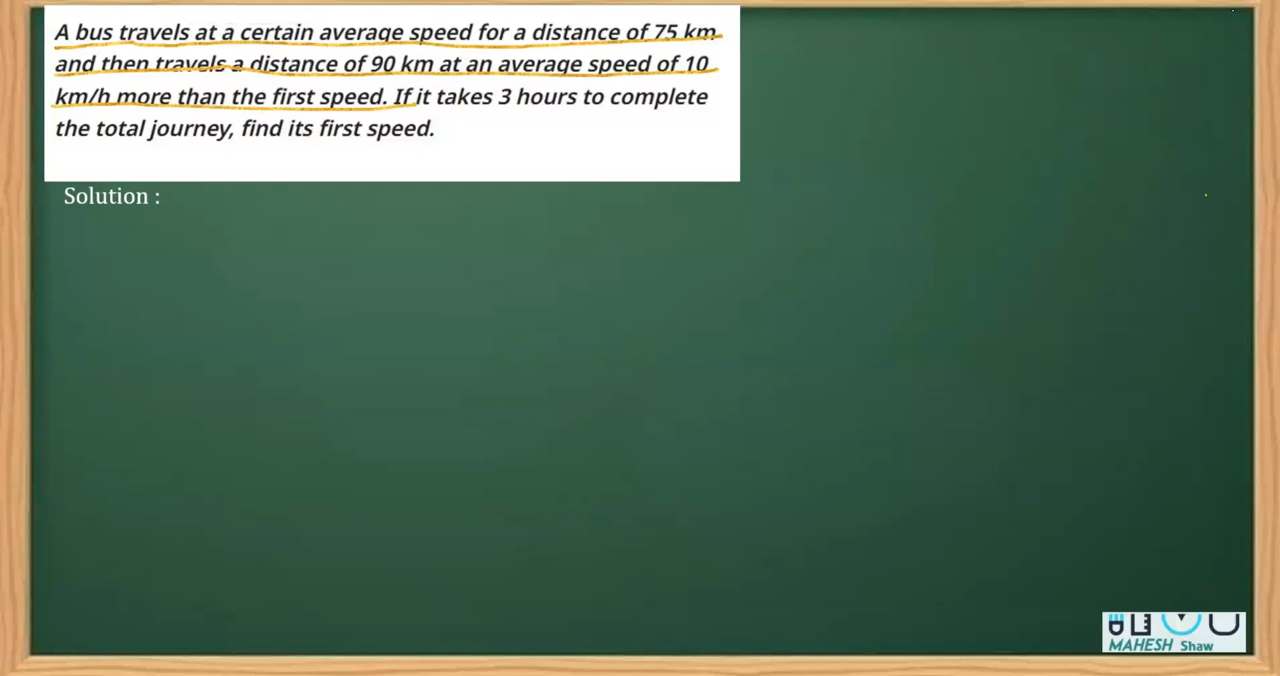 A bus travels at a certain average speed for a distance of 75 km
and then travels a distance of 90 km at an average speed of 10
km/h more than the first speed. If it takes 3 hours to complete
the total journey, find its first speed.
Solution :
MAHESH Shaw